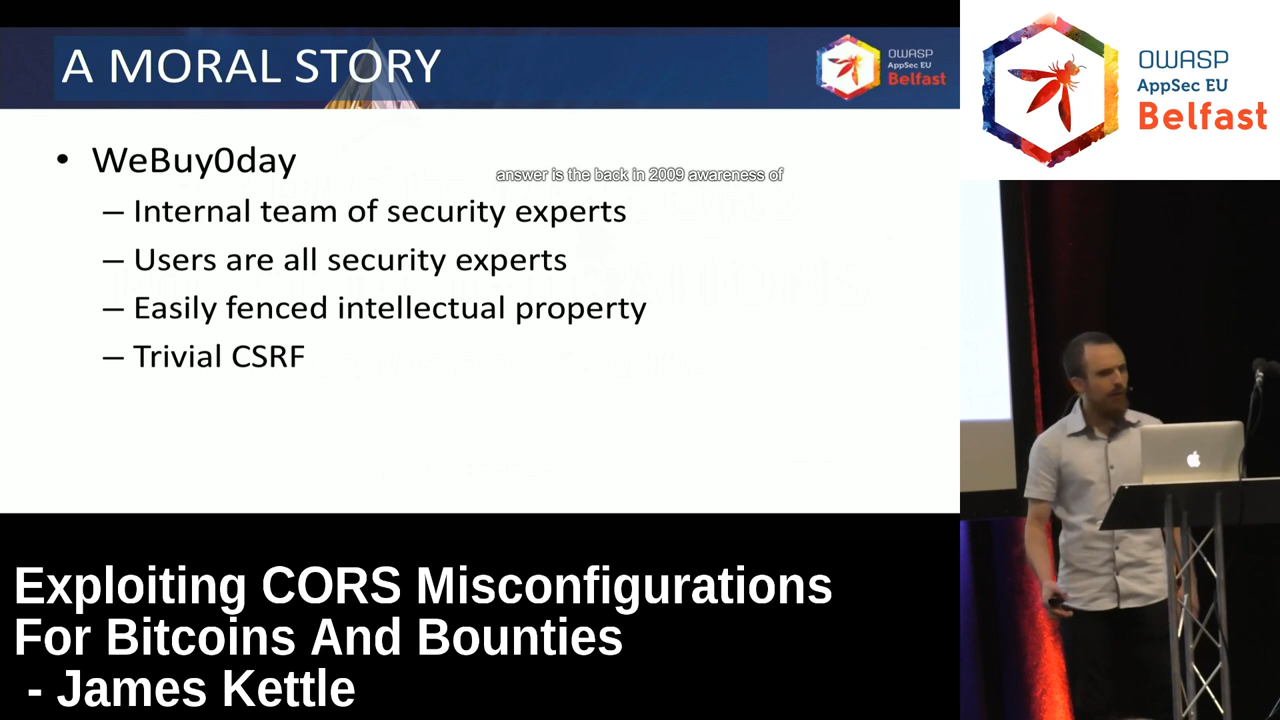 A MORAL STORY
OWASP
AppSec EU
Belfast
• WeBuy0day
– Internal team of security experts
– Users are all security experts
– Easily fenced intellectual property
– Trivial CSRF
answer is the back in 2009 awareness of
OWASP
AppSec EU
Belfast
Exploiting CORS Misconfigurations
For Bitcoins And Bounties
- James Kettle